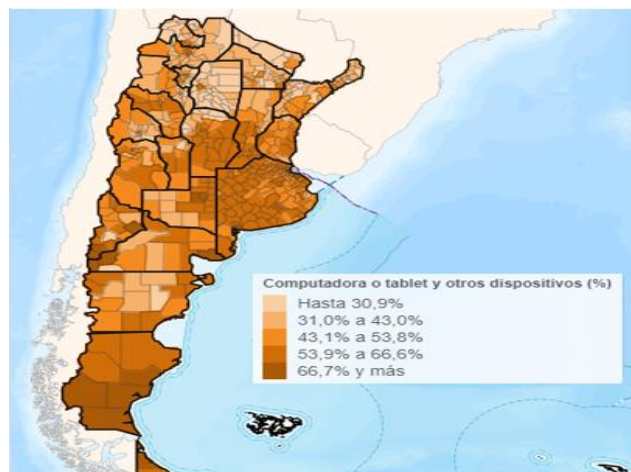 Computadora o tablet y otros dispositivos (%)
Hasta 30,9%
31,0% a 43,0%
43,1% a 53,8%
53,9% a 66,6%
66,7% y más